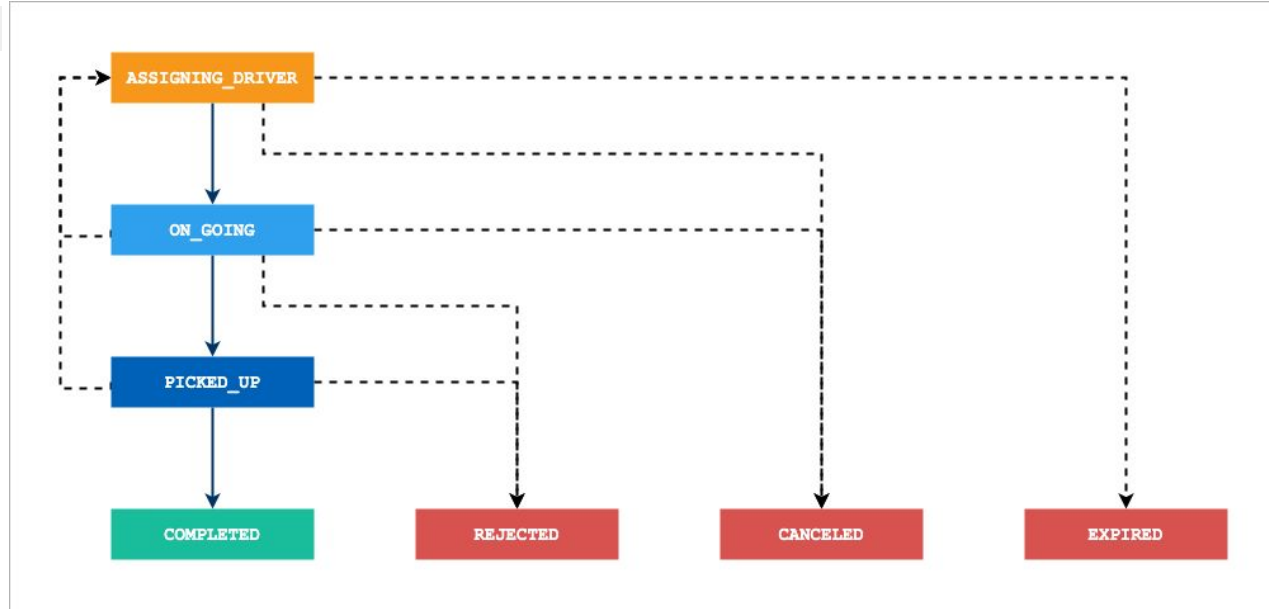 ASSIGNING_DRIVER
ON_GOING
PICKED_UP
COMPLETED
REJECTED
CANCELED
EXPIRED